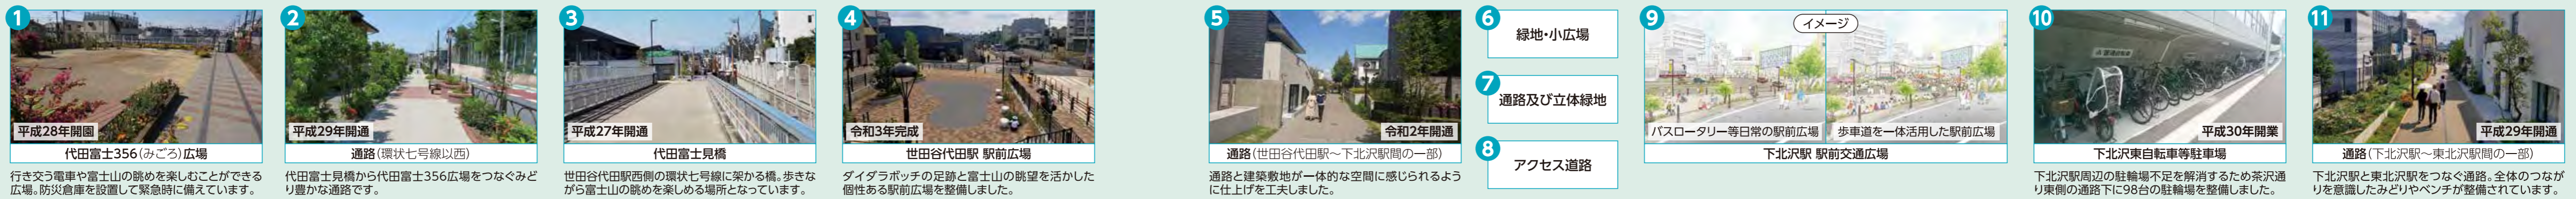 1
平成28年開園
代田富士356(みごろ)広場
行き交う電車や富士山の眺めを楽しむことができる
広場。防災倉庫を設置して緊急時に備えています。
2
平成29年開通
通路(環状七号線以西)
代田富士見橋から代田富士356広場をつなぐみど
り豊かな通路です。
3
平成27年開通
代田富士見橋
世田谷代田駅西側の環状七号線に架かる橋。歩きな
がら富士山の眺めを楽しめる場所となっています。
4
令和3年完成
世田谷代田駅 駅前広場
ダイダラボッチの足跡と富士山の眺望を活かした
個性ある駅前広場を整備しました。
5
令和2年開通
通路(世田谷代田駅〜下北沢駅間の一部)
通路と建築敷地が一体的な空間に感じられるよう
に仕上げを工夫しました。
6
緑地・小広場
7
通路及び立体緑地
8
アクセス道路
9
イメージ
バスロータリー等日常の駅前広場
歩車道を一体活用した駅前広場
下北沢駅 駅前交通広場
10
平成30年開業
下北沢東自転車等駐車場
下北沢駅周辺の駐輪場不足を解消するため茶沢通
り東側の通路下に98台の駐輪場を整備しました。
11
平成29年開通
通路(下北沢駅〜東北沢駅間の一部)
下北沢駅と東北沢駅をつなぐ通路。全体のつなが
りを意識したみどりやベンチが整備されています。